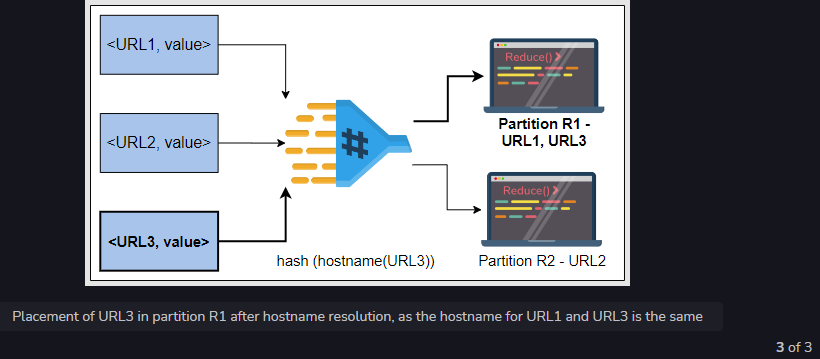 <URL1, value>
Reduce()
Partition R1 -
URL1, URL3
<URL2, value>
#
Reduce()
<URL3, value>
hash (hostname(URL3))
Partition R2 - URL2
Placement of URL3 in partition R1 after hostname resolution, as the hostname for URL1 and URL3 is the same
3 of 3